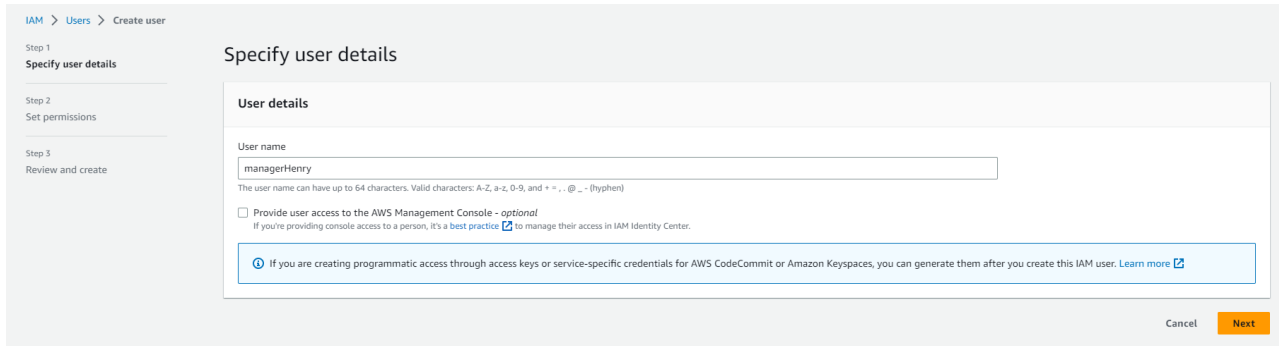 IAM > Users > Create user
Step 1
Specify user details
Step 2
Set permissions
Step 3
Review and create
Specify user details
User details
User name
managerHenry
The user name can have up to 64 characters. Valid characters: A-Z, a-z, 0-9, and + = , . @ _ - (hyphen)
Provide user access to the AWS Management Console - optional
If you're providing console access to a person, it's a best practice to manage their access in IAM Identity Center.
If you are creating programmatic access through access keys or service-specific credentials for AWS CodeCommit or Amazon Keyspaces, you can generate them after you create this IAM user. Learn more
Cancel
Next